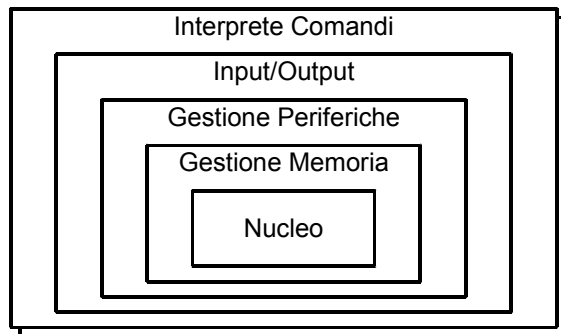 Interprete Comandi
Input/Output
Gestione Periferiche
Gestione Memoria
Nucleo